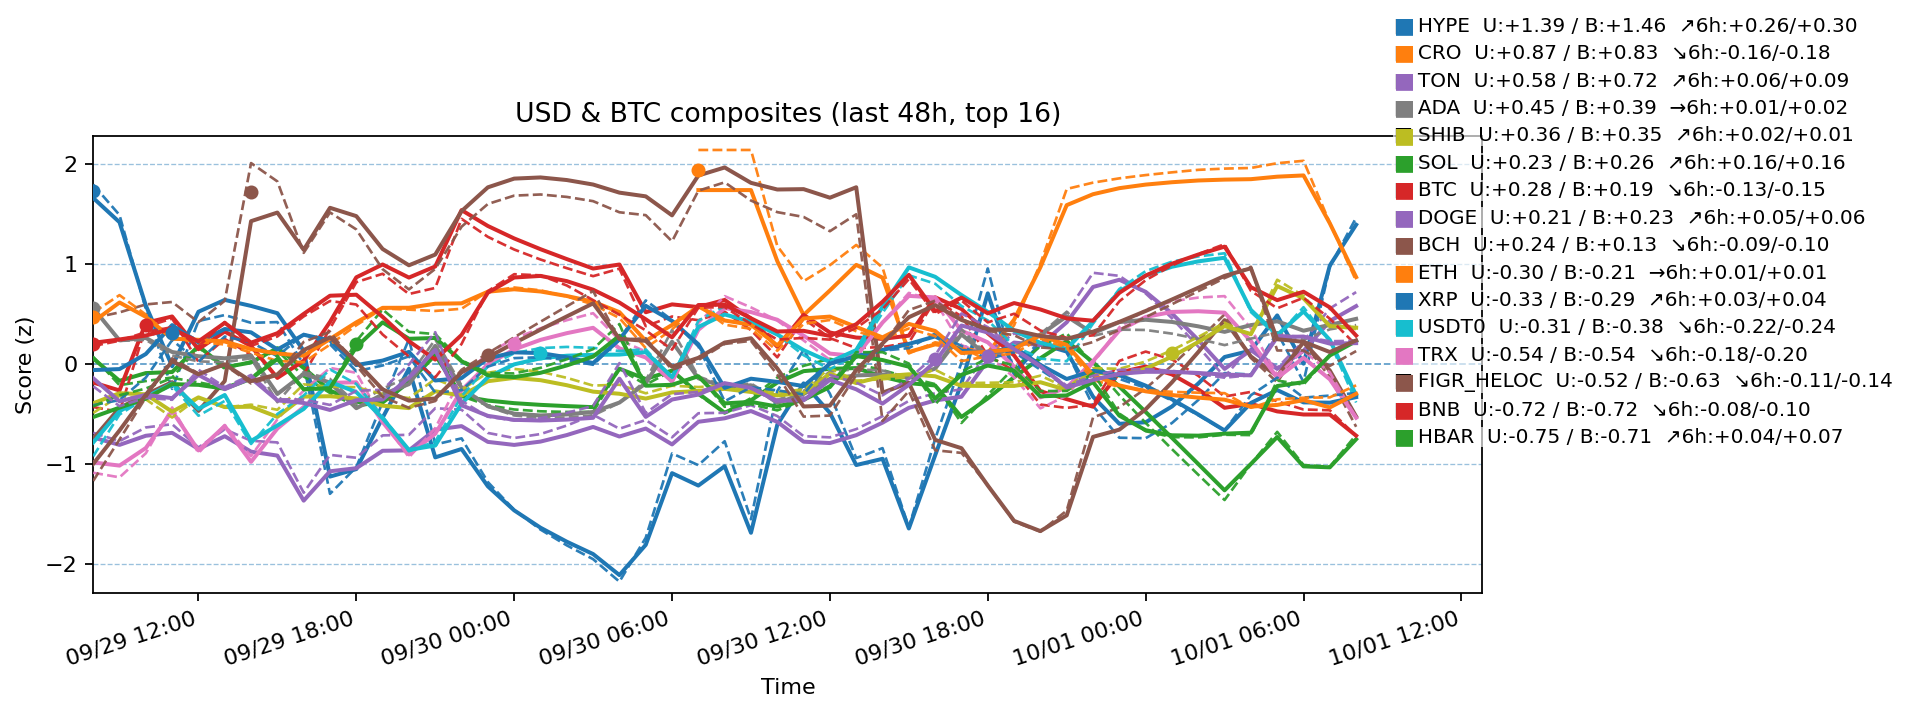 HYPE U:+1.39 / B:+1.46 ↗6h:+0.26/+0.30
CRO U:+0.87 / B:+0.83 ↘6h:-0.16/-0.18
TON U:+0.58 / B:+0.72 ↗6h:+0.06/+0.09
ADA U:+0.45 / B:+0.39 →6h:+0.01/+0.02
SHIB U:+0.36 / B:+0.35 ↗6h:+0.02/+0.01
SOL U:+0.23 / B:+0.26 ↗6h:+0.16/+0.16
BTC U:+0.28 / B:+0.19 ↘6h:-0.13/-0.15
DOGE U:+0.21 / B:+0.23 ↗6h:+0.05/+0.06
BCH U:+0.24 / B:+0.13 ↘6h:-0.09/-0.10
ETH U:-0.30 / B:-0.21 →6h:+0.01/+0.01
XRP U:-0.33 / B:-0.29 ↗6h:+0.03/+0.04
USDT0 U:-0.31 / B:-0.38 ↘6h:-0.22/-0.24
TRX U:-0.54 / B:-0.54 ↘6h:-0.18/-0.20
FIGR_HELOC U:-0.52 / B:-0.63 ↘6h:-0.11/-0.14
BNB U:-0.72 / B:-0.72 ↘6h:-0.08/-0.10
HBAR U:-0.75 / B:-0.71 ↗6h:+0.04/+0.07
USD & BTC composites (last 48h, top 16)
Score (z)
2
1
0
−1
−2
09/29 12:00
09/29 18:00
09/30 00:00
09/30 06:00
09/30 12:00
09/30 18:00
10/01 00:00
10/01 06:00
10/01 12:00
Time